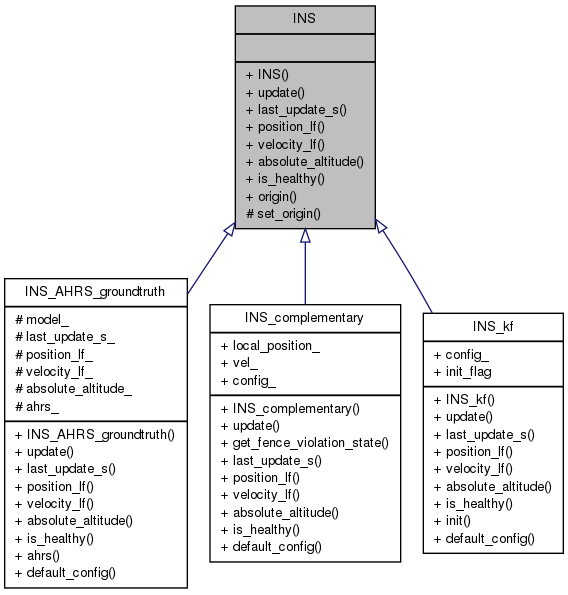 INS
+ INS()
+ update()
+ last_update_s()
+ position_lf()
+ velocity_lf()
+ absolute_altitude()
+ is_healthy()
+ origin()
# set_origin()
INS_AHRS_groundtruth
# model_
# last_update_s_
# position_lf_
# velocity_lf_
# absolute_altitude_
# ahrs_
+ INS_AHRS_groundtruth()
+ update()
+ last_update_s()
+ position_lf()
+ velocity_lf()
+ absolute_altitude()
+ is_healthy()
+ ahrs()
+ default_config()
INS_complementary
+ local_position_
+ vel_
+ config_
+ INS_complementary()
+ update()
+ get_fence_violation_state()
+ last_update_s()
+ position_lf()
+ velocity_lf()
+ absolute_altitude()
+ is_healthy()
+ default_config()
INS_kf
+ config_
+ init_flag
+ INS_kf()
+ update()
+ last_update_s()
+ position_lf()
+ velocity_lf()
+ absolute_altitude()
+ is_healthy()
+ init()
+ default_config()